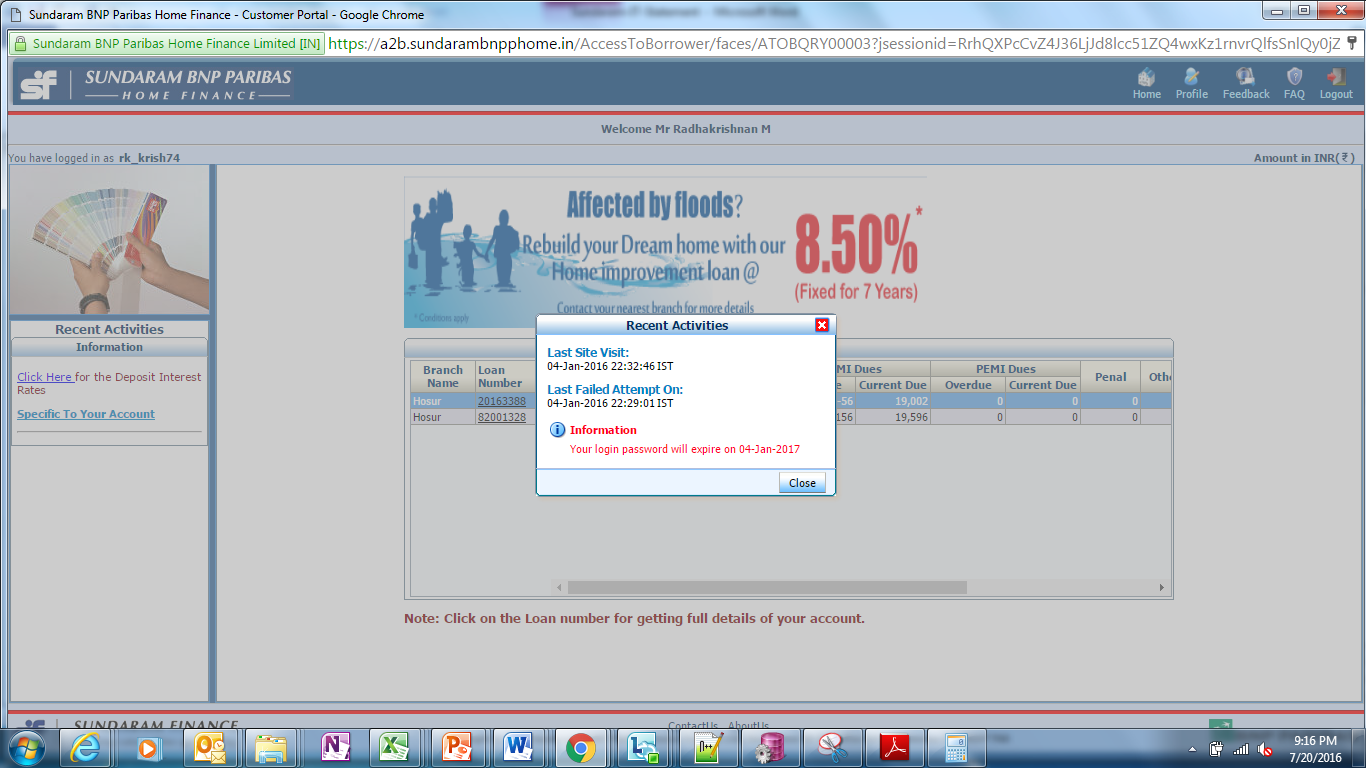 Sundaram BNP Paribas Home Finance - Customer Portal - Google Chrome
Sundaram BNP Paribas Home Finance Limited [IN] https://a2b.sundarambnpphome.in/AccessToBorrower/faces/ATOBQRY00003?jsessionid=RrhQXPcCvZ4J36LjJd8lcc51ZQ4wxKz1rnvrQlfsSnlQy0jZ
sf SUNDARAM BNP PARIBAS
HOME FINANCE
Home Profile Feedback FAQ Logout
Welcome Mr Radhakrishnan M
You have logged in as rk_krish74
Amount in INR(₹)
Affected by floods?
Rebuild your Dream home with our
Home improvement loan @
8.50%*
(Fixed for 7 Years)
Contact your nearest branch for more details
* Conditions apply
Recent Activities
Information
Click Here for the Deposit Interest
Rates
Specific To Your Account
Recent Activities
Last Site Visit:
04-Jan-2016 22:32:46 IST
Last Failed Attempt On:
04-Jan-2016 22:29:01 IST
Information
Your login password will expire on 04-Jan-2017
Close
Branch Name Loan Number MI Dues PEMI Dues Penal Othe
e Current Due Overdue Current Due
Hosur 20163388 -56 19,002 0 0 0
Hosur 82001328 156 19,596 0 0 0
Note: Click on the Loan number for getting full details of your account.
SUNDARAM FINANCE
ContactUs AboutUs
9:16 PM
7/20/2016